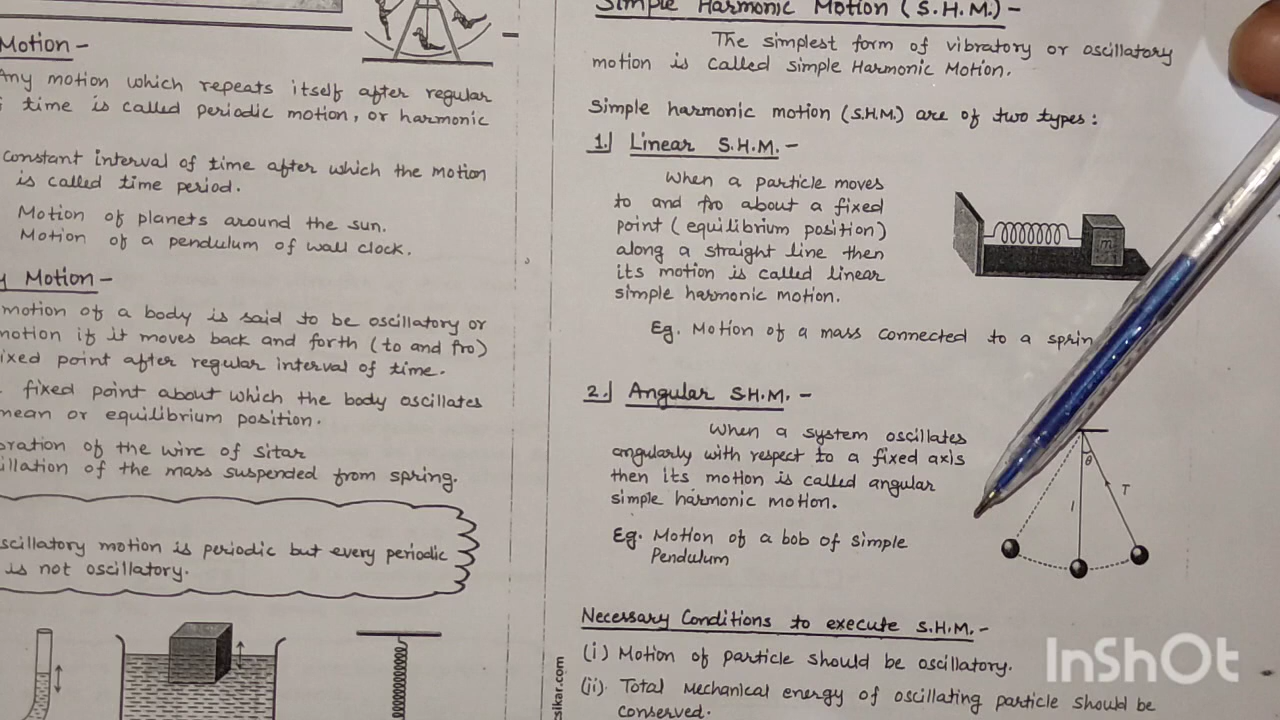 Motion -
Any motion which repeats itself after regular
time is called periodic motion, or harmonic
constant interval of time after which the motion
is called time period.
Motion of planets around the sun.
Motion of a pendulum of wall clock.
y Motion -
motion of a body is said to be oscillatory or
motion if it moves back and forth (to and fro)
fixed point after regular interval of time.
fixed point about which the body oscillates
mean or equilibrium position.
bration of the wire of sitar
illation of the mass suspended from spring.
scillatory motion is periodic but every periodic
is not oscillatory.
Simple Harmonic Motion (S.H.M.) -
The simplest form of vibratory or oscillatory
motion is called simple Harmonic Motion.
Simple harmonic motion (S.H.M.) are of two types:
1.) Linear S.H.M. -
When a particle moves
to and fro about a fixed
point (equilibrium position)
along a straight line then
its motion is called linear
simple harmonic motion.
m
Eg. Motion of a mass connected to a sprin
2.) Angular S.H.M. -
When a system oscillates
angularly with respect to a fixed axis
then its motion is called angular
simple harmonic motion.
Eg. Motion of a bob of simple
Pendulum
θ
T
l
Necessary Conditions to execute S.H.M. -
(i) Motion of particle should be oscillatory.
(ii) Total Mechanical energy of oscillating particle should be
conserved.
sikar.com
InShOt